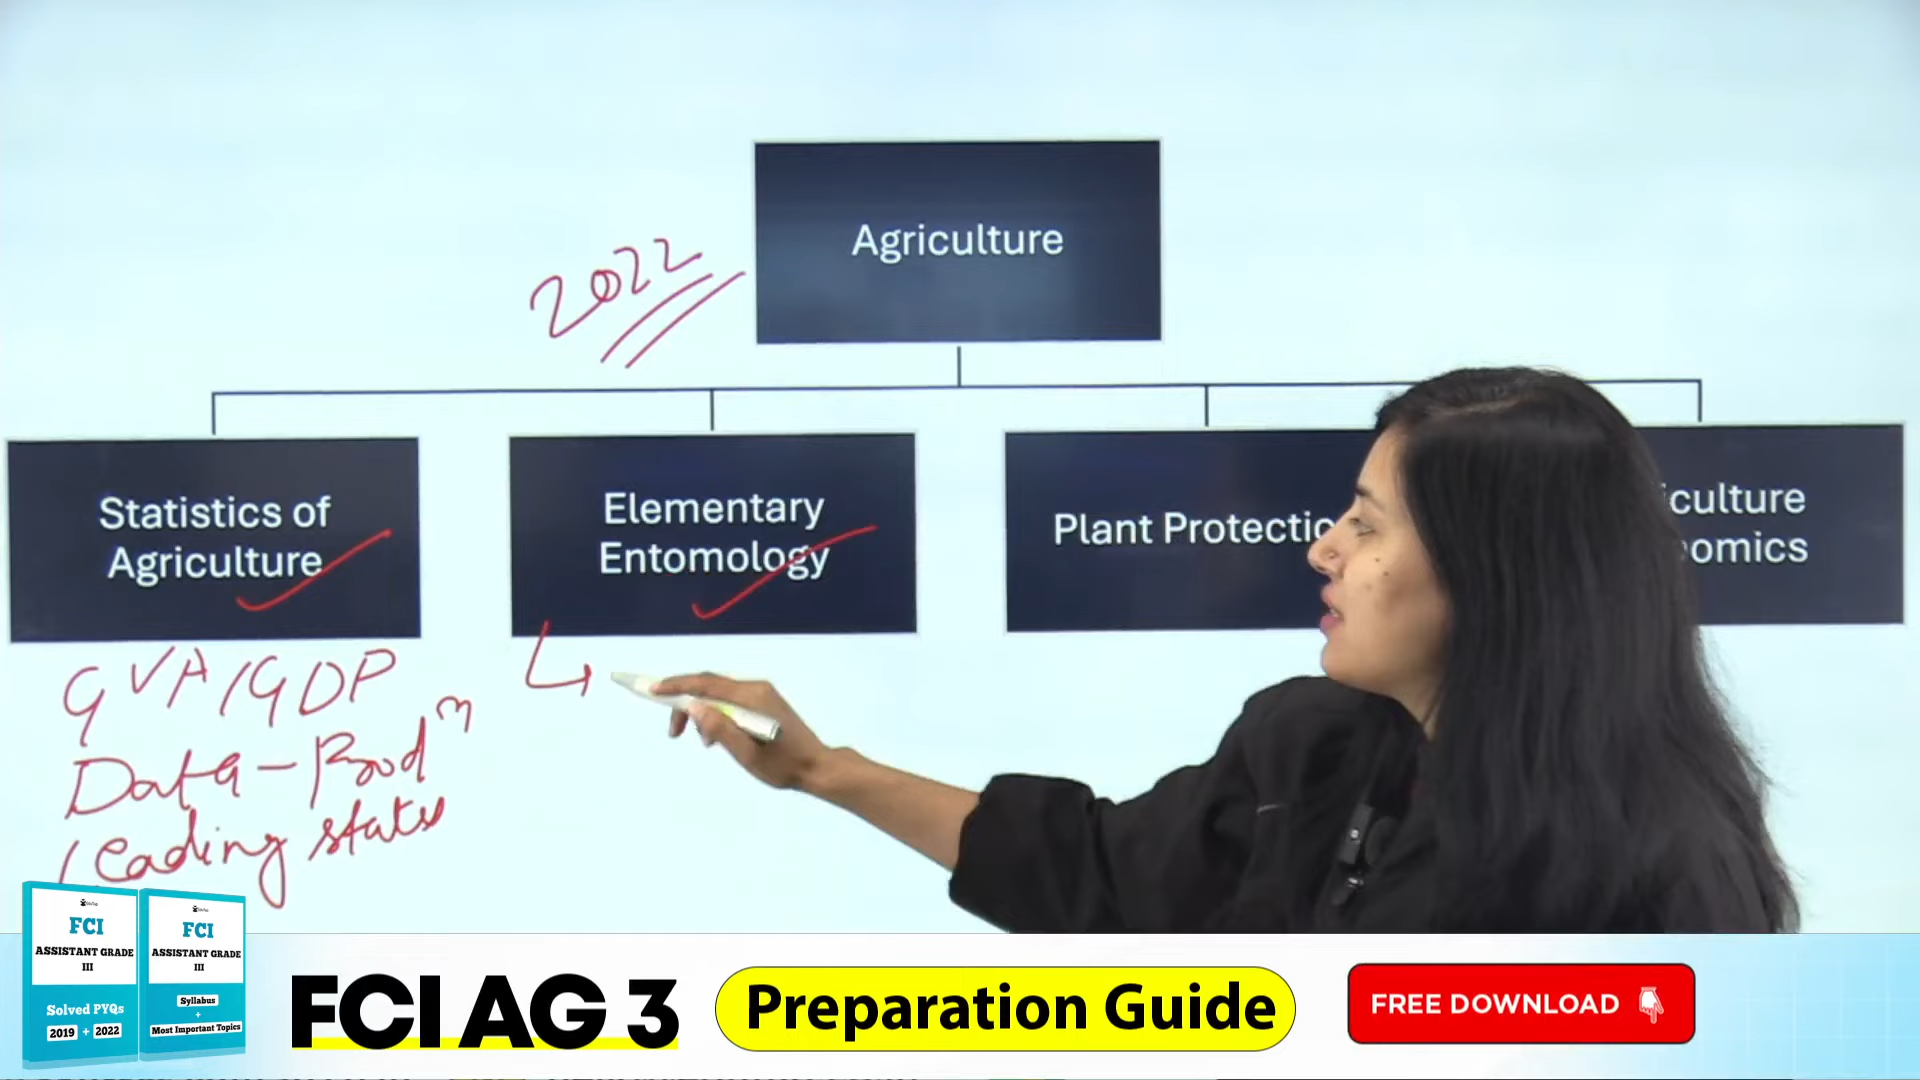 Agriculture
2022
Statistics of
Agriculture
Elementary
Entomology
Plant Protectio
iculture
omics
GVA/GDP
Data - Prodⁿ
leading states
FCI
ASSISTANT GRADE
III
Solved PYQs
2019 + 2022
FCI
ASSISTANT GRADE
III
Syllabus
+
Most Important Topics
FCI AG 3
Preparation Guide
FREE DOWNLOAD